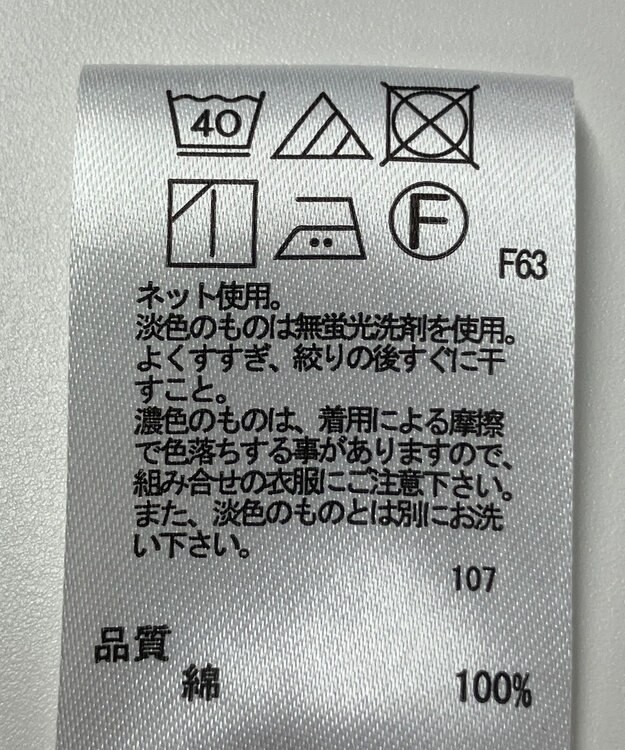 40
F
F63
ネット使用。
淡色のものは無蛍光洗剤を使用。
よくすすぎ、絞りの後すぐに干
すこと。
濃色のものは、着用による摩擦
で色落ちする事がありますので、
組み合せの衣服にご注意下さい。
また、淡色のものとは別にお洗
い下さい。
107
品質
綿 100%